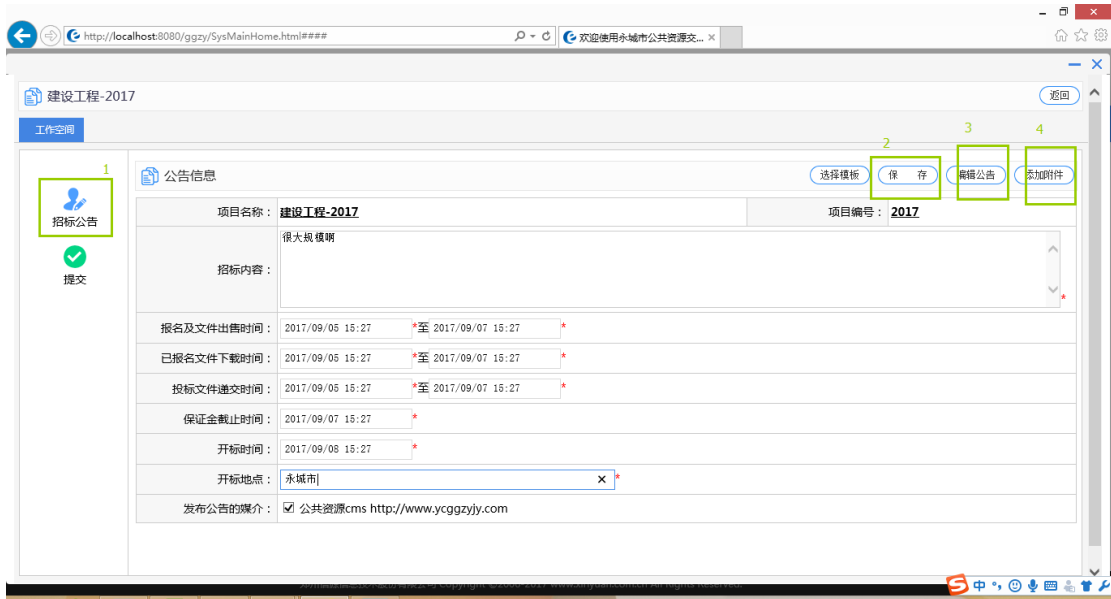 http://localhost:8080/ggzy/SysMainHome.html####
欢迎使用永城市公共资源交...
建设工程-2017
返回
工作空间
1
2
3
4
招标公告
提交
公告信息
选择模板
保 存
编辑公告
添加附件
项目名称： 建设工程-2017 项目编号： 2017
招标内容： 很大规模啊
*
报名及文件出售时间： 2017/09/05 15:27 *至 2017/09/07 15:27 *
已报名文件下载时间： 2017/09/05 15:27 *至 2017/09/07 15:27 *
投标文件递交时间： 2017/09/05 15:27 *至 2017/09/07 15:27 *
保证金截止时间： 2017/09/07 15:27 *
开标时间： 2017/09/08 15:27 *
开标地点： 永城市 *
发布公告的媒介： 公共资源cms http://www.ycggzyjy.com
中